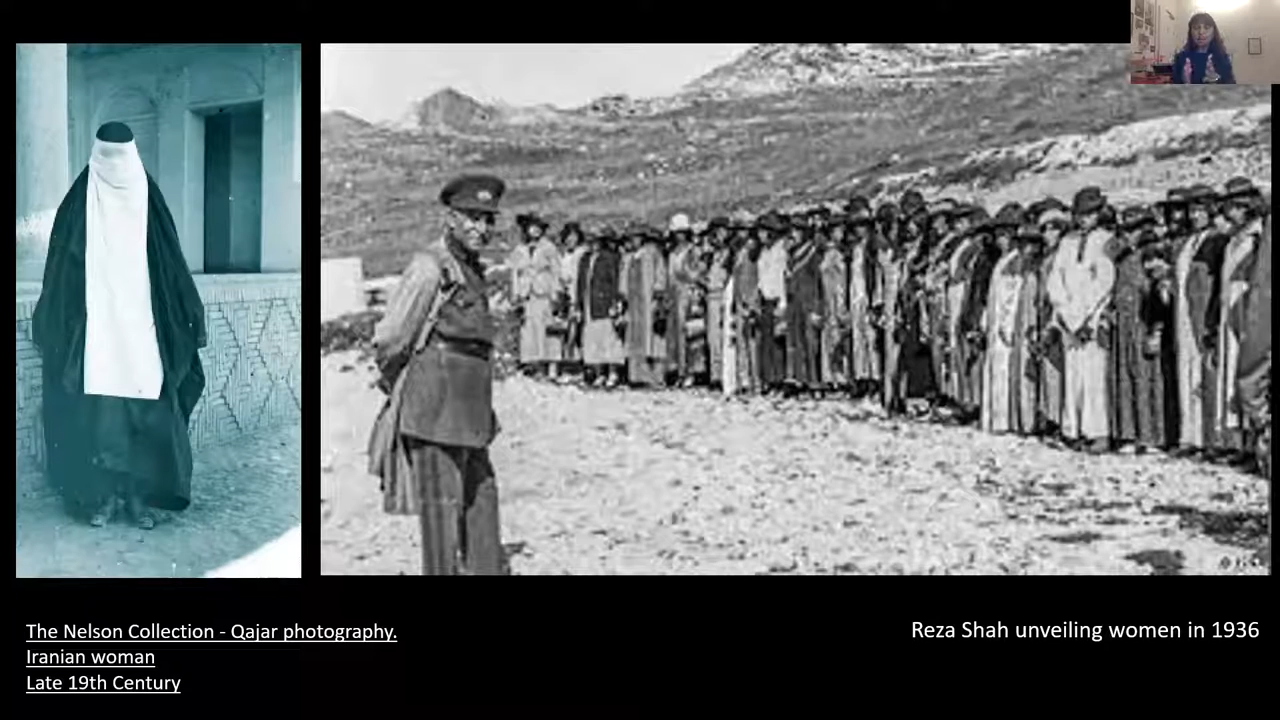 The Nelson Collection - Qajar photography.
Iranian woman
Late 19th Century
Reza Shah unveiling women in 1936